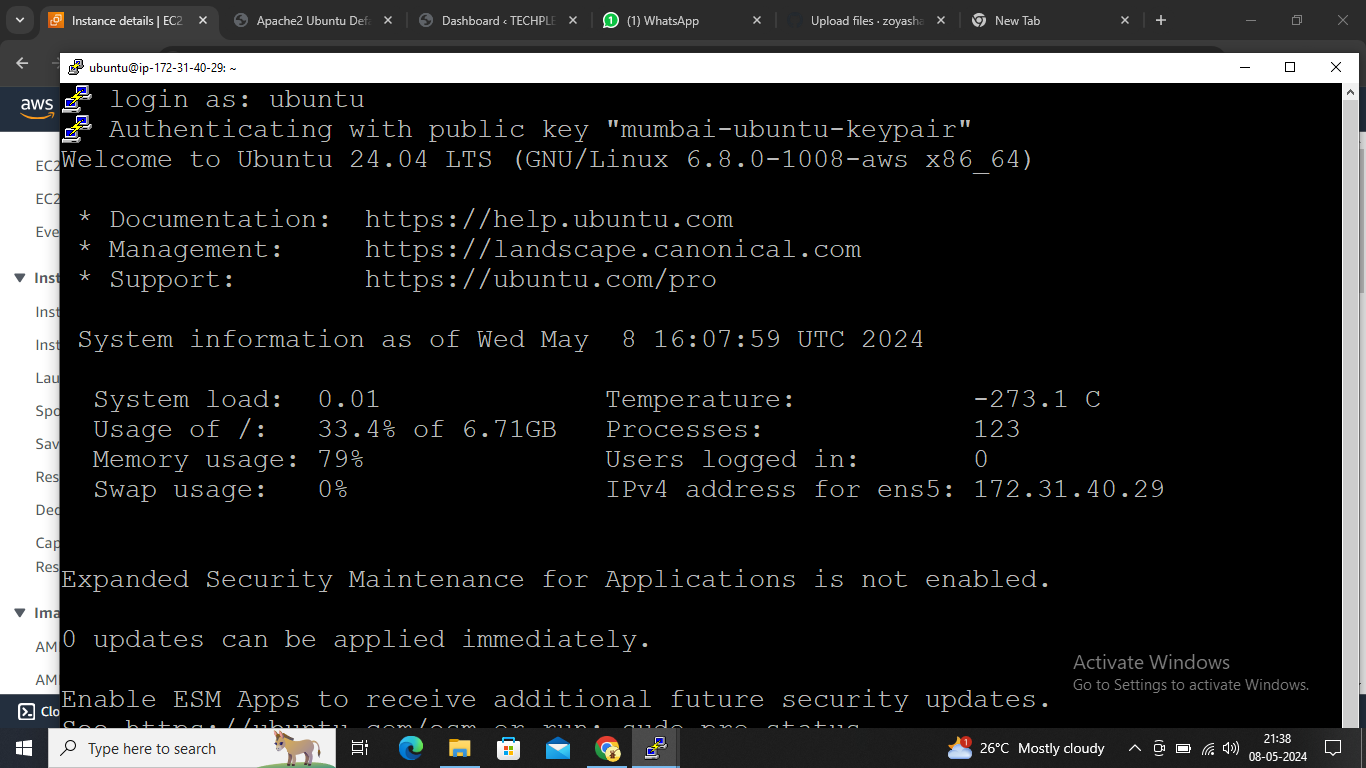 Instance details | EC2
Apache2 Ubuntu Defa
Dashboard ‹ TECHPLE
(1) WhatsApp
Upload files · zoyasha
New Tab
ubuntu@ip-172-31-40-29: ~
aws
login as: ubuntu
Authenticating with public key "mumbai-ubuntu-keypair"
Welcome to Ubuntu 24.04 LTS (GNU/Linux 6.8.0-1008-aws x86_64)
* Documentation: https://help.ubuntu.com
* Management: https://landscape.canonical.com
* Support: https://ubuntu.com/pro
System information as of Wed May 8 16:07:59 UTC 2024
System load: 0.01 Temperature: -273.1 C
Usage of /: 33.4% of 6.71GB Processes: 123
Memory usage: 79% Users logged in: 0
Swap usage: 0% IPv4 address for ens5: 172.31.40.29
Expanded Security Maintenance for Applications is not enabled.
0 updates can be applied immediately.
Enable ESM Apps to receive additional future security updates.
See https://ubuntu.com/esm or run: sudo pro status
EC2
EC2
Eve
Inst
Inst
Inst
Lau
Spo
Sav
Res
Dec
Cap
Res
Ima
AM
AM
Clo
Activate Windows
Go to Settings to activate Windows.
Type here to search
1
26°C Mostly cloudy
21:38
08-05-2024